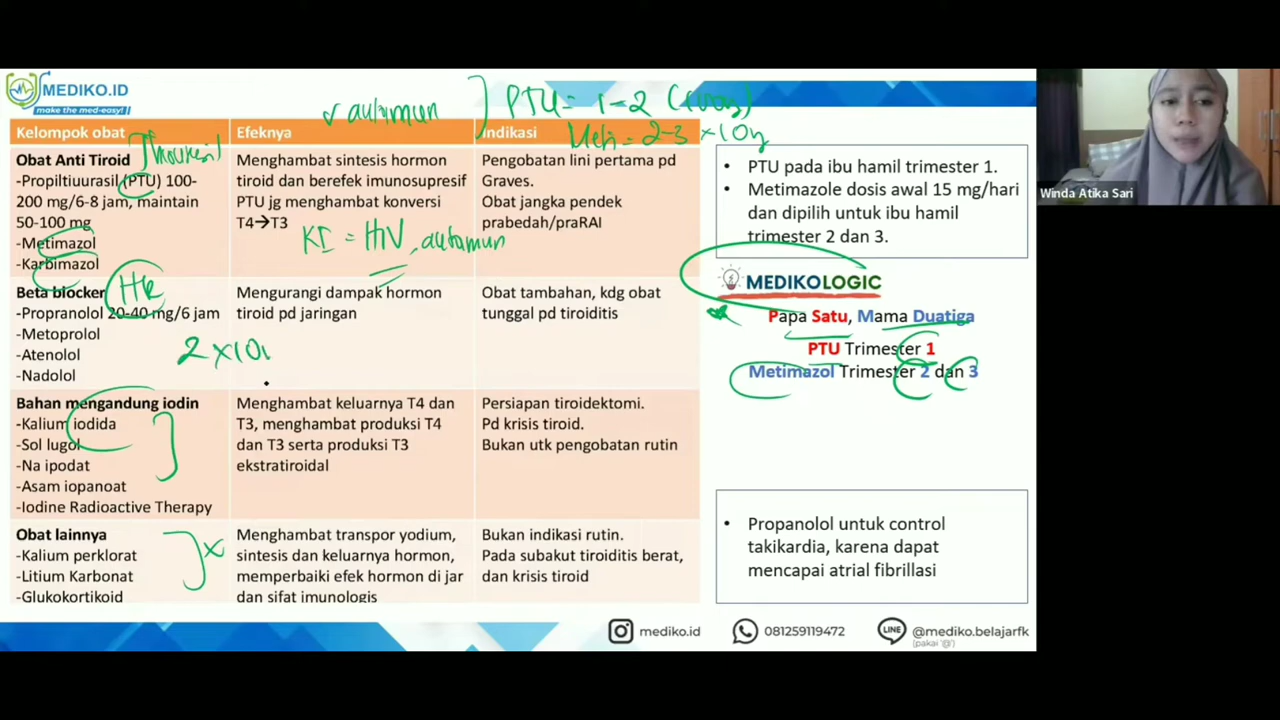 MEDIKO.ID
make the med-easy!
autoimun
PTU = 1-2 (100mg)
= 2-3 x 10mg
Kelompok obat
Efeknya
Indikasi
Obat Anti Tiroid
-Propiltiuurasil (PTU) 100-
200 mg/6-8 jam, maintain
50-100 mg
-Metimazol
-Karbimazol
Menghambat sintesis hormon
tiroid dan berefek imunosupresif
PTU jg menghambat konversi
T4→T3
KI = HIV, autoimun
Pengobatan lini pertama pd
Graves.
Obat jangka pendek
prabedah/praRAI
Beta blocker
HR
-Propranolol 20-40 mg/6 jam
-Metoprolol
-Atenolol
-Nadolol
2 x 10
Mengurangi dampak hormon
tiroid pd jaringan
Obat tambahan, kdg obat
tunggal pd tiroiditis
Bahan mengandung iodin
-Kalium iodida
-Sol lugol
-Na ipodat
-Asam iopanoat
-Iodine Radioactive Therapy
Menghambat keluarnya T4 dan
T3, menghambat produksi T4
dan T3 serta produksi T3
ekstratiroidal
Persiapan tiroidektomi.
Pd krisis tiroid.
Bukan utk pengobatan rutin
Obat lainnya
-Kalium perklorat
-Litium Karbonat
-Glukokortikoid
x
Menghambat transpor yodium,
sintesis dan keluarnya hormon,
memperbaiki efek hormon di jar
dan sifat imunologis
Bukan indikasi rutin.
Pada subakut tiroiditis berat,
dan krisis tiroid
• PTU pada ibu hamil trimester 1.
• Metimazole dosis awal 15 mg/hari
dan dipilih untuk ibu hamil
trimester 2 dan 3.
MEDIKOLOGIC
Papa Satu, Mama Duatiga
PTU Trimester 1
Metimazol Trimester 2 dan 3
• Propanolol untuk control
takikardia, karena dapat
mencapai atrial fibrillasi
Winda Atika Sari
mediko.id
081259119472
@mediko.belajarfk
(pakai '@')